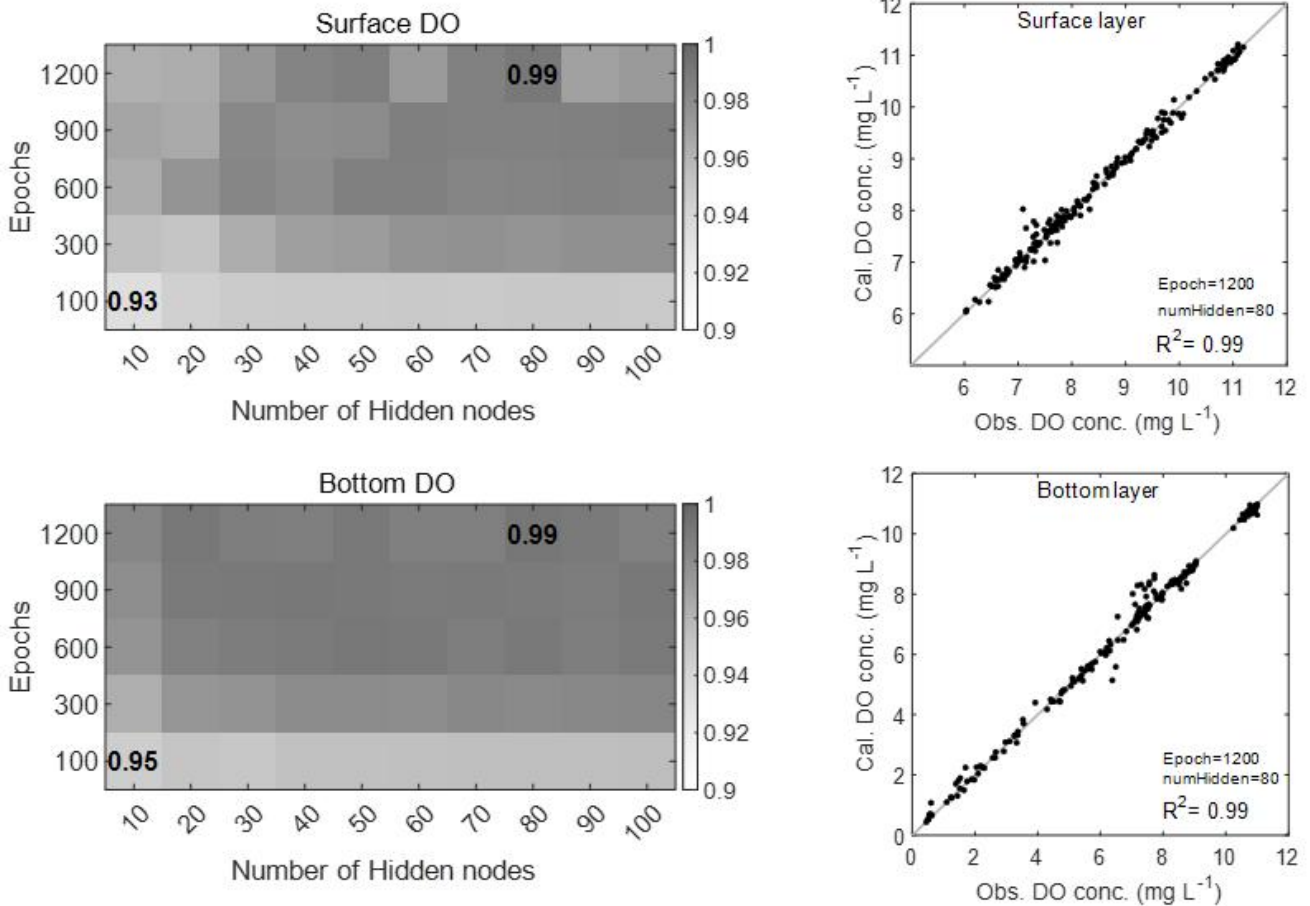 Surface DO
Epochs
1200
900
600
300
100
0.99
0.93
10 20 30 40 50 60 70 80 90 100
Number of Hidden nodes
1
0.98
0.96
0.94
0.92
0.9
Surface layer
Cal. DO conc. (mg L-1)
12
11
10
9
8
7
6
Epoch=1200
numHidden=80
R2= 0.99
6 7 8 9 10 11 12
Obs. DO conc. (mg L-1)
Bottom DO
Epochs
1200
900
600
300
100
0.99
0.95
10 20 30 40 50 60 70 80 90 100
Number of Hidden nodes
1
0.98
0.96
0.94
0.92
0.9
Bottom layer
Cal. DO conc. (mg L-1)
12
10
8
6
4
2
0
Epoch=1200
numHidden=80
R2= 0.99
0 2 4 6 8 10 12
Obs. DO conc. (mg L-1)